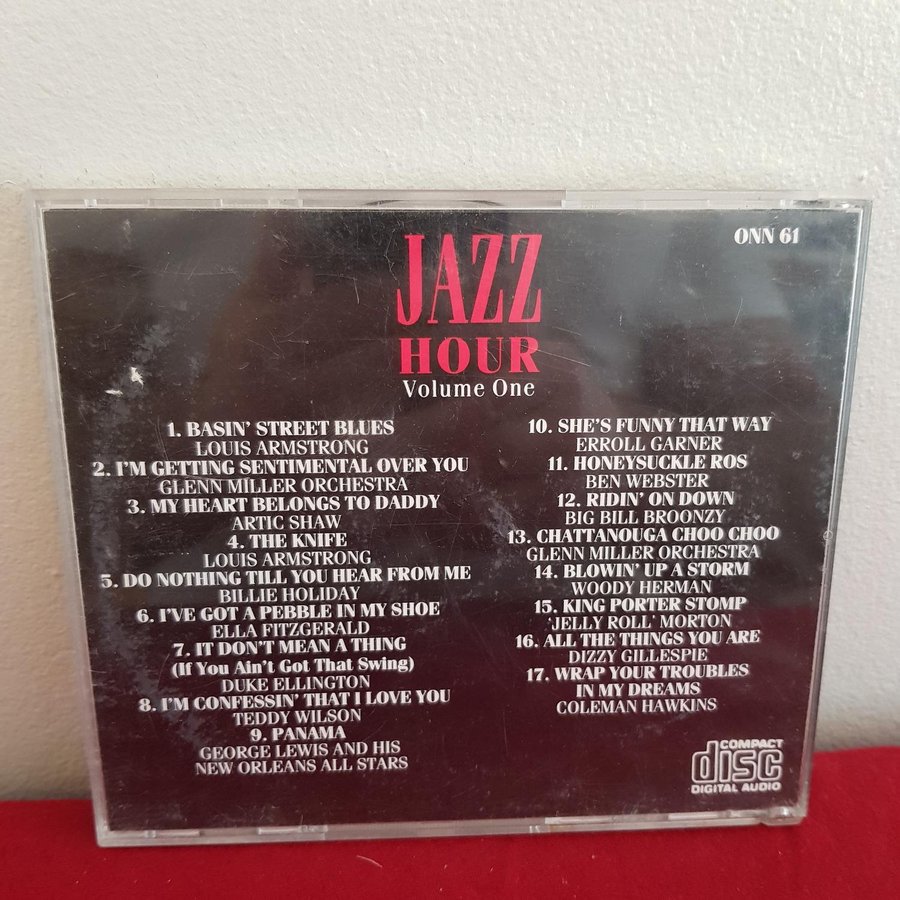 ONN 61
JAZZ
HOUR
Volume One
1. BASIN' STREET BLUES
LOUIS ARMSTRONG
2. I'M GETTING SENTIMENTAL OVER YOU
GLENN MILLER ORCHESTRA
3. MY HEART BELONGS TO DADDY
ARTIC SHAW
4. THE KNIFE
LOUIS ARMSTRONG
5. DO NOTHING TILL YOU HEAR FROM ME
BILLIE HOLIDAY
6. I'VE GOT A PEBBLE IN MY SHOE
ELLA FITZGERALD
7. IT DON'T MEAN A THING
(If You Ain't Got That Swing)
DUKE ELLINGTON
8. I'M CONFESSIN' THAT I LOVE YOU
TEDDY WILSON
9. PANAMA
GEORGE LEWIS AND HIS
NEW ORLEANS ALL STARS
10. SHE'S FUNNY THAT WAY
ERROLL GARNER
11. HONEYSUCKLE ROS
BEN WEBSTER
12. RIDIN' ON DOWN
BIG BILL BROONZY
13. CHATTANOUGA CHOO CHOO
GLENN MILLER ORCHESTRA
14. BLOWIN' UP A STORM
WOODY HERMAN
15. KING PORTER STOMP
'JELLY ROLL' MORTON
16. ALL THE THINGS YOU ARE
DIZZY GILLESPIE
17. WRAP YOUR TROUBLES
IN MY DREAMS
COLEMAN HAWKINS
COMPACT
disc
DIGITAL AUDIO